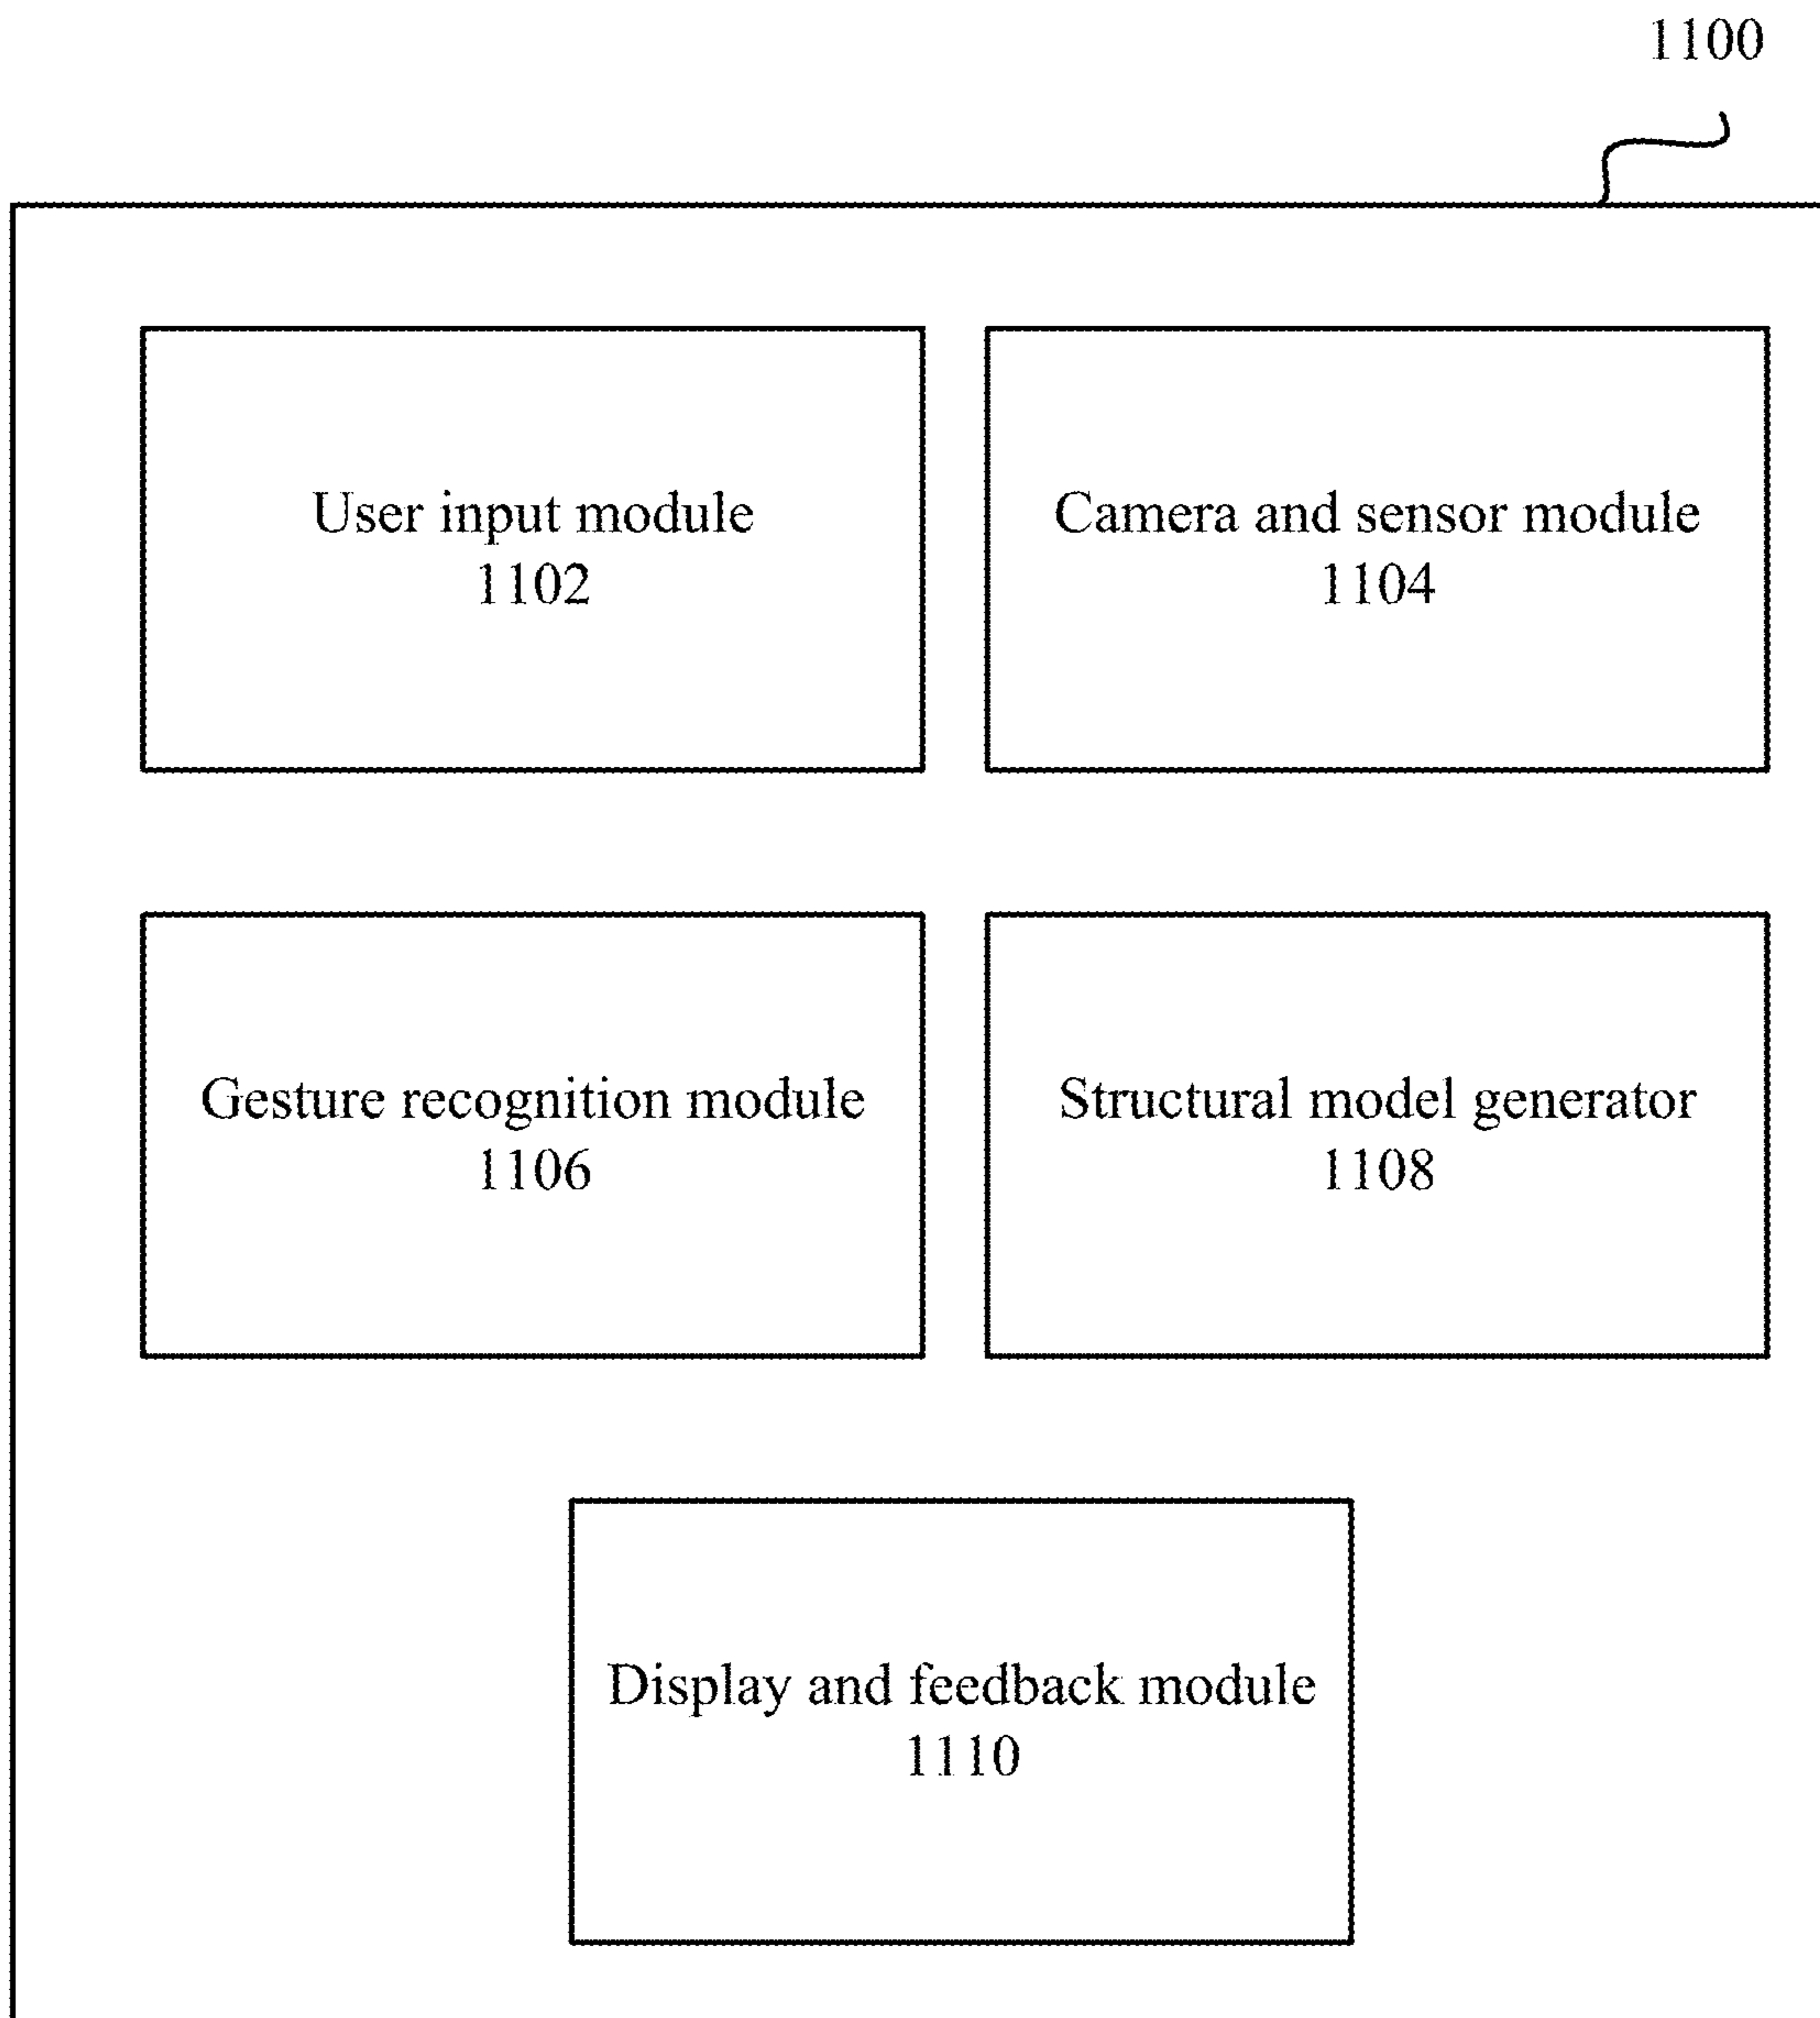 1100
User input module
1102
Camera and sensor module
1104
Gesture recognition module
1106
Structural model generator
1108
Display and feedback module
1110